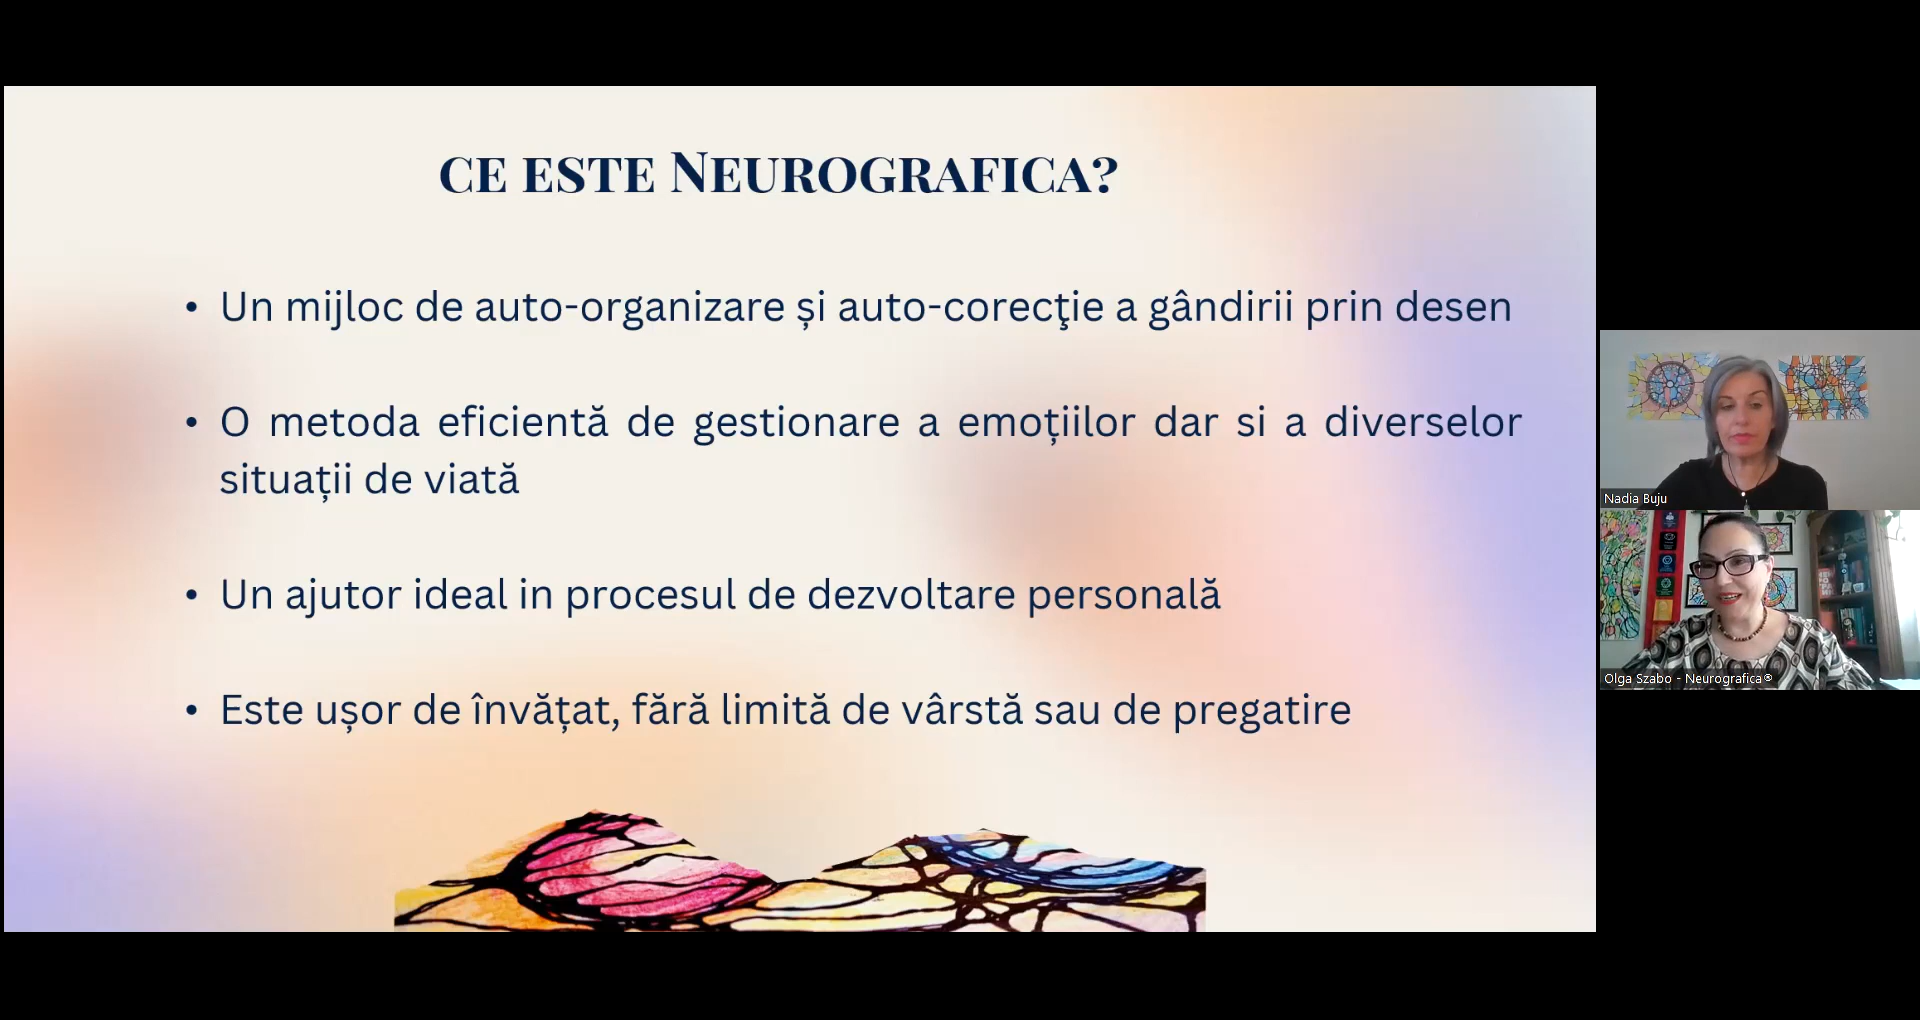 CE ESTE NEUROGRAFICA?
• Un mijloc de auto-organizare și auto-corecţie a gândirii prin desen
• O metoda eficientă de gestionare a emoțiilor dar si a diverselor
situații de viată
• Un ajutor ideal in procesul de dezvoltare personală
• Este ușor de învățat, fără limită de vârstă sau de pregatire
Nadia Buju
Olga Szabo - Neurografica®